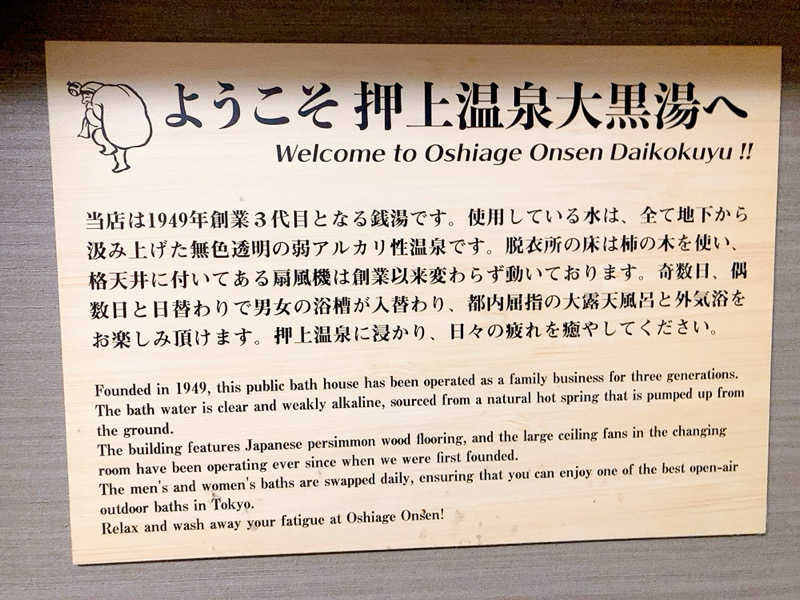 ようこそ 押上温泉大黒湯へ
Welcome to Oshiage Onsen Daikokuyu !!
当店は1949年創業3代目となる銭湯です。使用している水は、全て地下から
汲み上げた無色透明の弱アルカリ性温泉です。脱衣所の床は柿の木を使い、
格天井に付いてある扇風機は創業以来変わらず動いております。奇数日、偶
数日と日替わりで男女の浴槽が入替わり、都内屈指の大露天風呂と外気浴を
お楽しみ頂けます。押上温泉に浸かり、日々の疲れを癒やしてください。
Founded in 1949, this public bath house has been operated as a family business for three generations.
The bath water is clear and weakly alkaline, sourced from a natural hot spring that is pumped up from
the ground.
The building features Japanese persimmon wood flooring, and the large ceiling fans in the changing
room have been operating ever since when we were first founded.
The men's and women's baths are swapped daily, ensuring that you can enjoy one of the best open-air
outdoor baths in Tokyo.
Relax and wash away your fatigue at Oshiage Onsen!